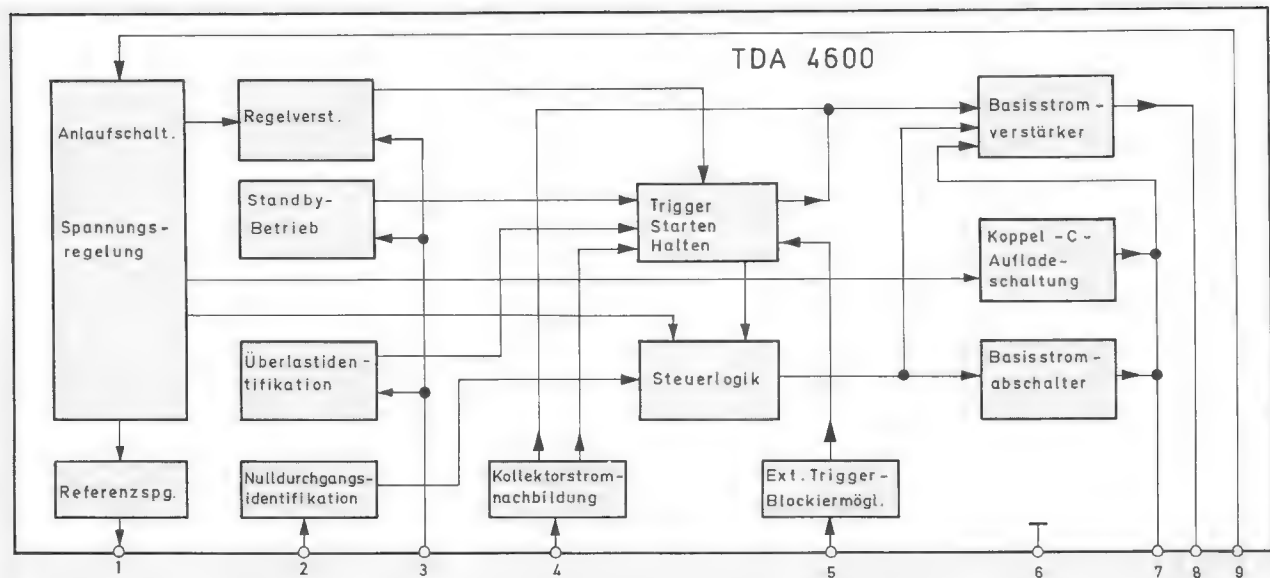 TDA 4600
Anlaufschalt.
Spannungs-
regelung
Regelverst.
Standby-
Betrieb
Überlastiden-
tifikation
Referenzspg.
Nulldurchgangs-
identifikation
Kollektorstrom-
nachbildung
Trigger
Starten
Halten
Steuerlogik
Ext. Trigger-
Blockiermögl.
Basisstrom-
verstärker
Koppel-C-
Auflade-
schaltung
Basisstrom-
abschalter
1 2 3 4 5 6 7 8 9